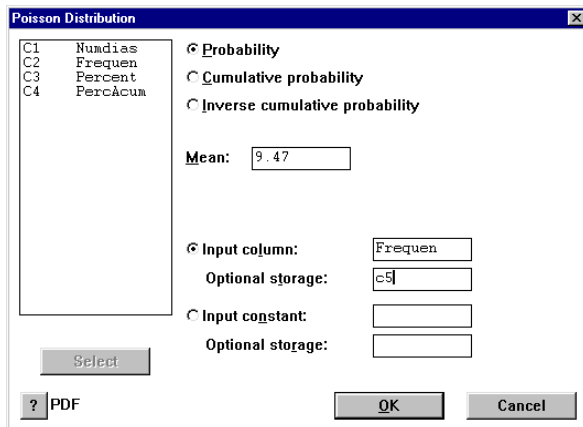 Poisson Distribution
C1 Numdias
C2 Frequen
C3 Percent
C4 PercAcum
Probability
Cumulative probability
Inverse cumulative probability
Mean: 9.47
Input column: Frequen
Optional storage: c5
Input constant:
Optional storage:
Select
? PDF
OK
Cancel